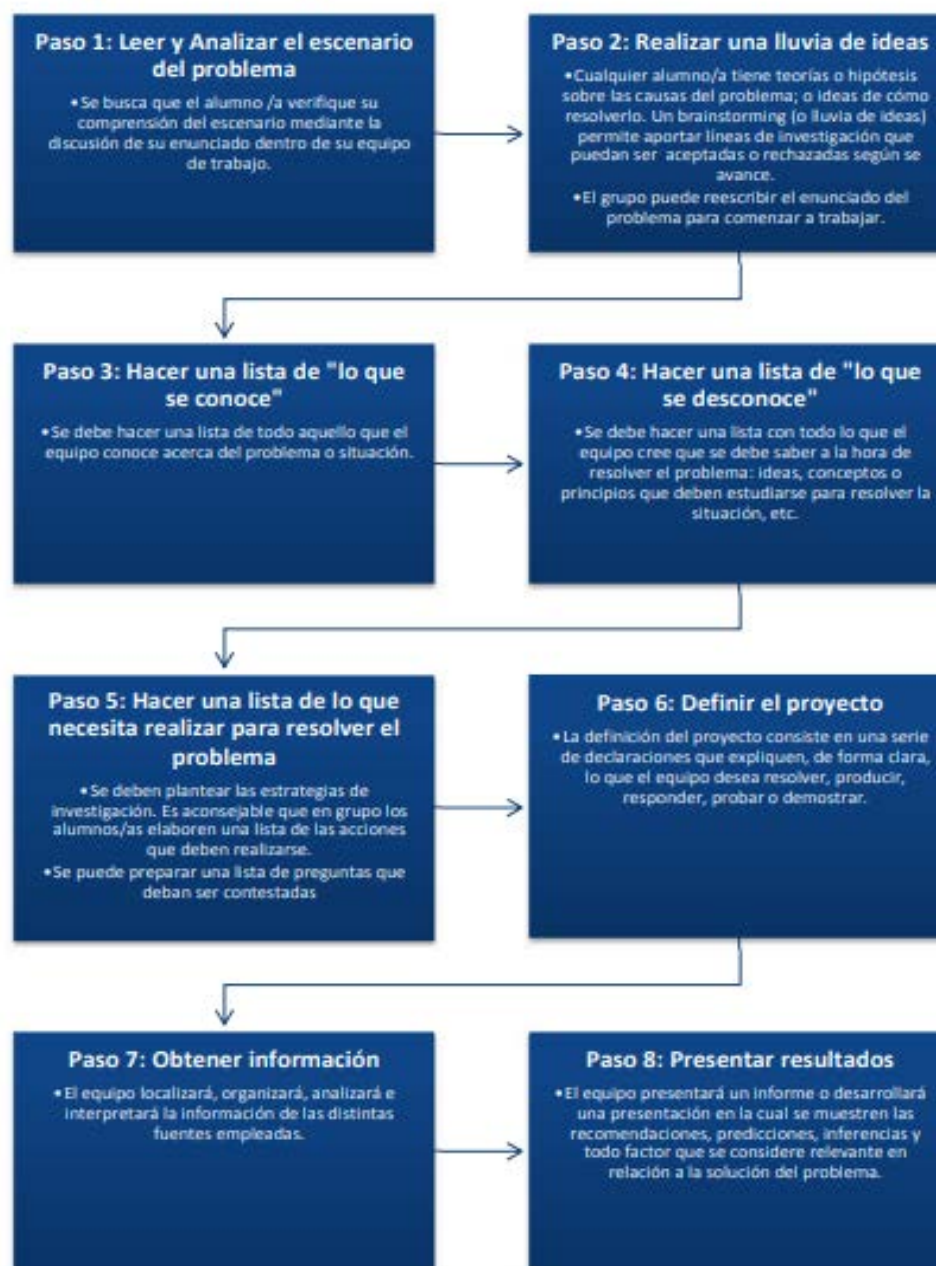 Paso 1: Leer y Analizar el escenario
del problema
•Se busca que el alumno /a verifique su
comprensión del escenario mediante la
discusión de su enunciado dentro de su equipo
de trabajo.
Paso 2: Realizar una lluvia de ideas
•Cualquier alumno/a tiene teorías o hipótesis
sobre las causas del problema; o ideas de cómo
resolverlo. Un brainstorming (o lluvia de ideas)
permite aportar líneas de investigación que
puedan ser aceptadas o rechazadas según se
avance.
•El grupo puede reescribir el enunciado del
problema para comenzar a trabajar.
Paso 3: Hacer una lista de "lo que
se conoce"
•Se debe hacer una lista de todo aquello que el
equipo conoce acerca del problema o situación.
Paso 4: Hacer una lista de "lo que
se desconoce"
•Se debe hacer una lista con todo lo que el
equipo cree que se debe saber a la hora de
resolver el problema: ideas, conceptos o
principios que deben estudiarse para resolver la
situación, etc.
Paso 5: Hacer una lista de lo que
necesita realizar para resolver el
problema
•Se deben plantear las estrategias de
investigación. Es aconsejable que en grupo los
alumnos/as elaboren una lista de las acciones
que deben realizarse.
•Se puede preparar una lista de preguntas que
deban ser contestadas
Paso 6: Definir el proyecto
•La definición del proyecto consiste en una serie
de declaraciones que expliquen, de forma clara,
lo que el equipo desea resolver, producir,
responder, probar o demostrar.
Paso 7: Obtener información
•El equipo localizará, organizará, analizará e
interpretará la información de las distintas
fuentes empleadas.
Paso 8: Presentar resultados
•El equipo presentará un informe o desarrollará
una presentación en la cual se muestren las
recomendaciones, predicciones, inferencias y
todo factor que se considere relevante en
relación a la solución del problema.